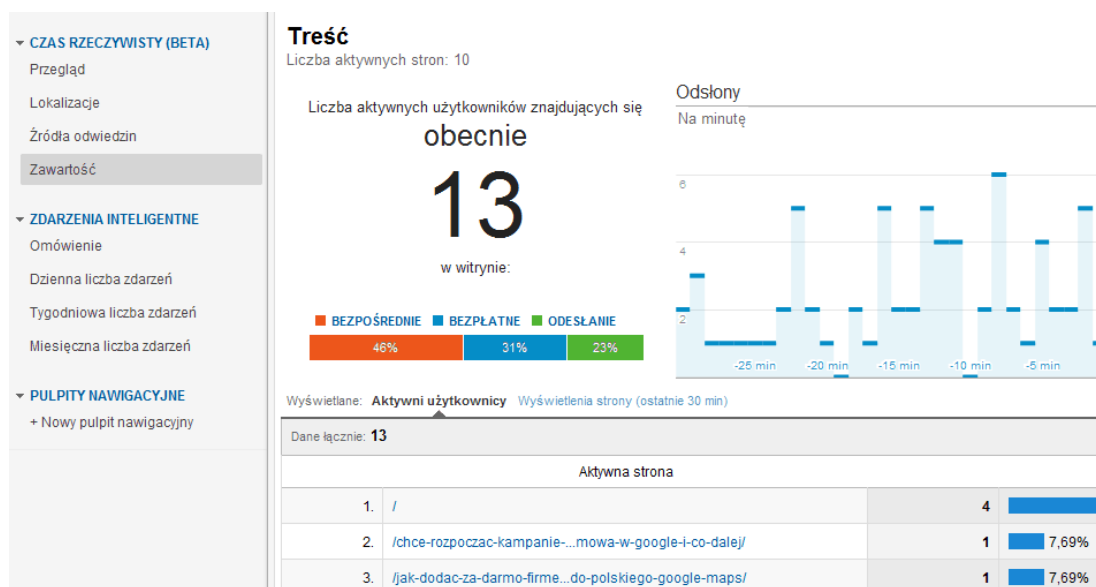 CZAS RZECZYWISTY (BETA)
Przegląd
Lokalizacje
Źródła odwiedzin
Zawartość
ZDARZENIA INTELIGENTNE
Omówienie
Dzienna liczba zdarzeń
Tygodniowa liczba zdarzeń
Miesięczna liczba zdarzeń
PULPITY NAWIGACYJNE
+ Nowy pulpit nawigacyjny
Treść
Liczba aktywnych stron: 10
Liczba aktywnych użytkowników znajdujących się
obecnie
13
w witrynie:
BEZPOŚREDNIE BEZPŁATNE ODESŁANIE
46% 31% 23%
Odsłony
Na minutę
6
4
2
-25 min -20 min -15 min -10 min -5 min
Wyświetlane: Aktywni użytkownicy Wyświetlenia strony (ostatnie 30 min)
Dane łącznie: 13
Aktywna strona
1. / 4
2. /chce-rozpoczac-kampanie-...mowa-w-google-i-co-dalej/ 1 7,69%
3. /jak-dodac-za-darmo-firme...do-polskiego-google-maps/ 1 7,69%